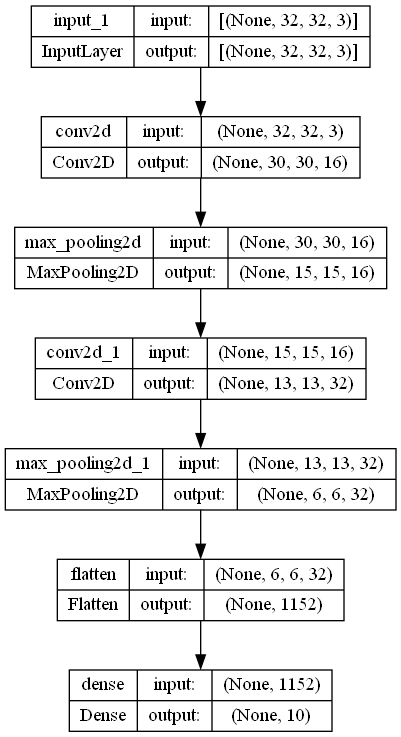 input_1 input: [(None, 32, 32, 3)]
InputLayer output: [(None, 32, 32, 3)]
conv2d input: (None, 32, 32, 3)
Conv2D output: (None, 30, 30, 16)
max_pooling2d input: (None, 30, 30, 16)
MaxPooling2D output: (None, 15, 15, 16)
conv2d_1 input: (None, 15, 15, 16)
Conv2D output: (None, 13, 13, 32)
max_pooling2d_1 input: (None, 13, 13, 32)
MaxPooling2D output: (None, 6, 6, 32)
flatten input: (None, 6, 6, 32)
Flatten output: (None, 1152)
dense input: (None, 1152)
Dense output: (None, 10)